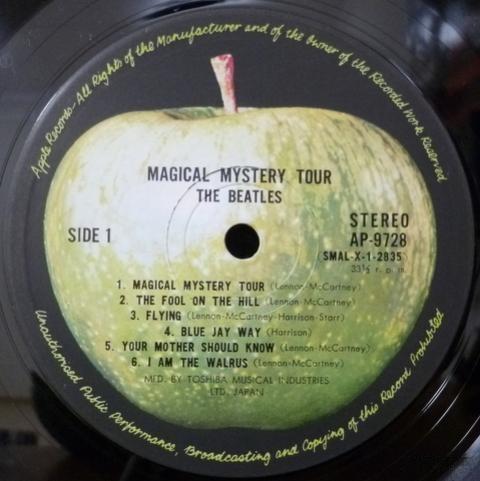 Apple Records · All Rights of the Manufacturer and of the Owner of the Recorded Work Reserved
MAGICAL MYSTERY TOUR
THE BEATLES
SIDE 1
STEREO
AP-9728
(SMAL-X-1-2835)
33⅓ r. p. m.
1. MAGICAL MYSTERY TOUR (Lennon-McCartney)
2. THE FOOL ON THE HILL (Lennon-McCartney)
3. FLYING (Lennon-McCartney-Harrison-Starr)
4. BLUE JAY WAY (Harrison)
5. YOUR MOTHER SHOULD KNOW (Lennon-McCartney)
6. I AM THE WALRUS (Lennon-McCartney)
MFD. BY TOSHIBA MUSICAL INDUSTRIES
LTD. JAPAN
Unauthorised Public Performance, Broadcasting and Copying of this Record Prohibited